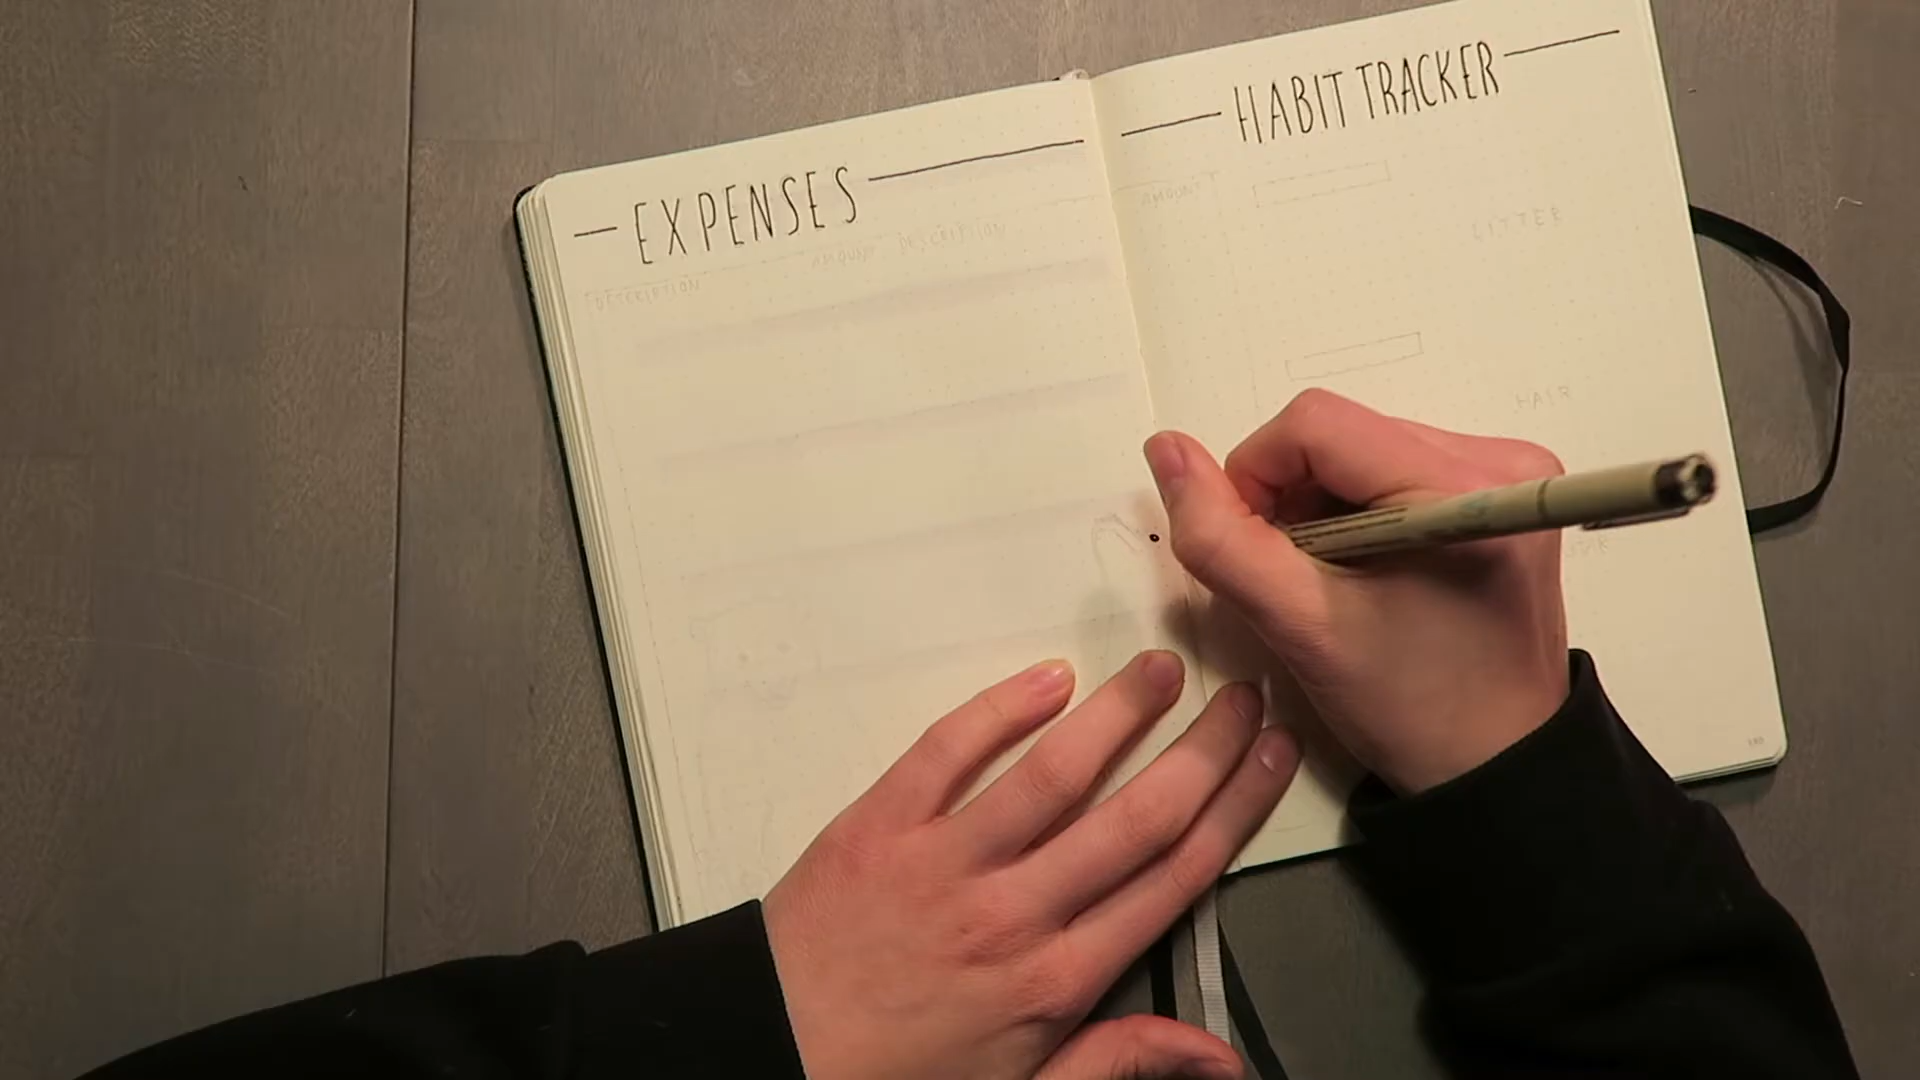 EXPENSES
DESCRIPTION
AMOUNT
DESCRIPTION
HABIT TRACKER
AMOUNT
LITTER
HAIR